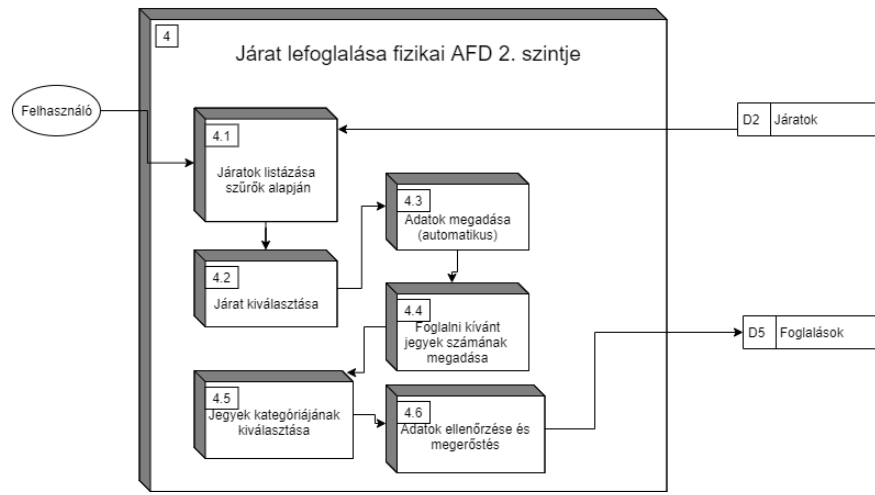 4
Járat lefoglalása fizikai AFD 2. szintje
Felhasználó
4.1
Járatok listázása
szűrők alapján
D2 Járatok
4.3
Adatok megadása
(automatikus)
4.2
Járat kiválasztása
4.4
Foglalni kívánt
jegyek számának
megadása
D5 Foglalások
4.5
Jegyek kategóriájának
kiválasztása
4.6
Adatok ellenőrzése és
megerőstés